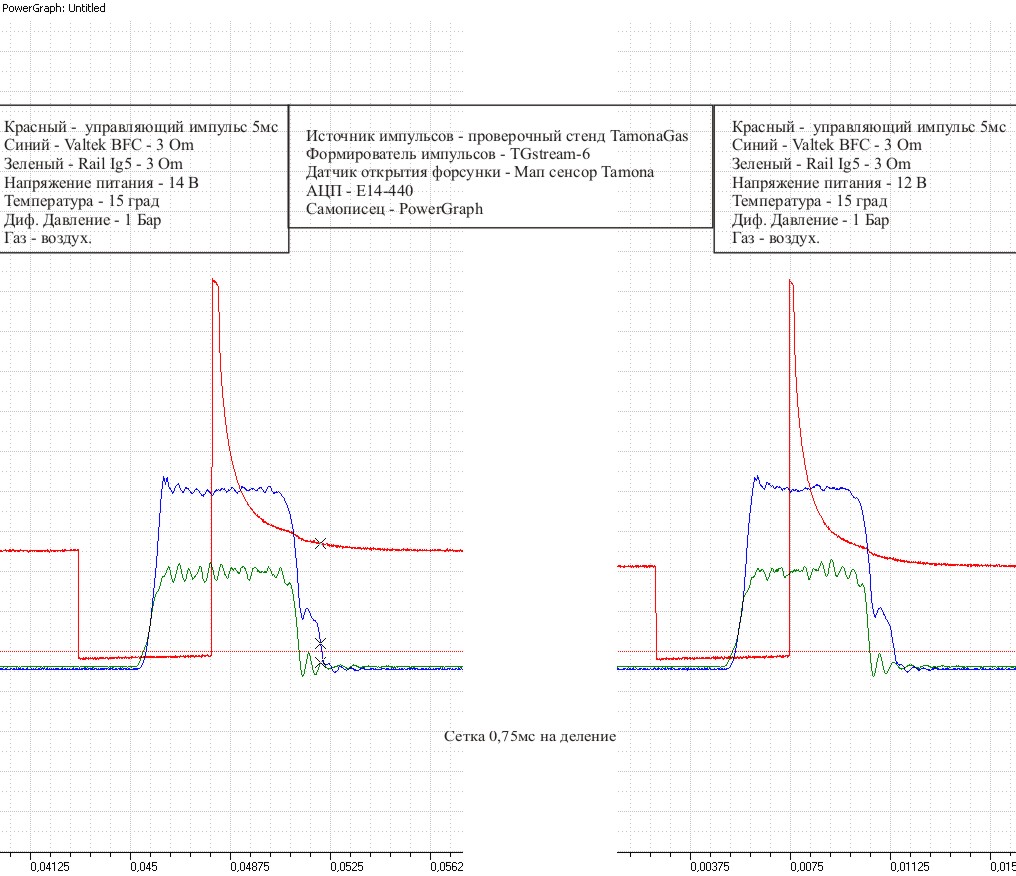 PowerGraph: Untitled
Красный - управляющий импульс 5мс
Синий - Valtek BFC - 3 Om
Зеленый - Rail Ig5 - 3 Om
Напряжение питания - 14 В
Температура - 15 град
Диф. Давление - 1 Бар
Газ - воздух.
Источник импульсов - проверочный стенд TamonaGas
Формирователь импульсов - TGstream-6
Датчик открытия форсунки - Мап сенсор Tamona
АЦП - E14-440
Самописец - PowerGraph
Красный - управляющий импульс 5мс
Синий - Valtek BFC - 3 Om
Зеленый - Rail Ig5 - 3 Om
Напряжение питания - 12 В
Температура - 15 град
Диф. Давление - 1 Бар
Газ - воздух.
Сетка 0,75мс на деление
0,04125 0,045 0,04875 0,0525 0,0562 0,00375 0,0075 0,01125 0,015